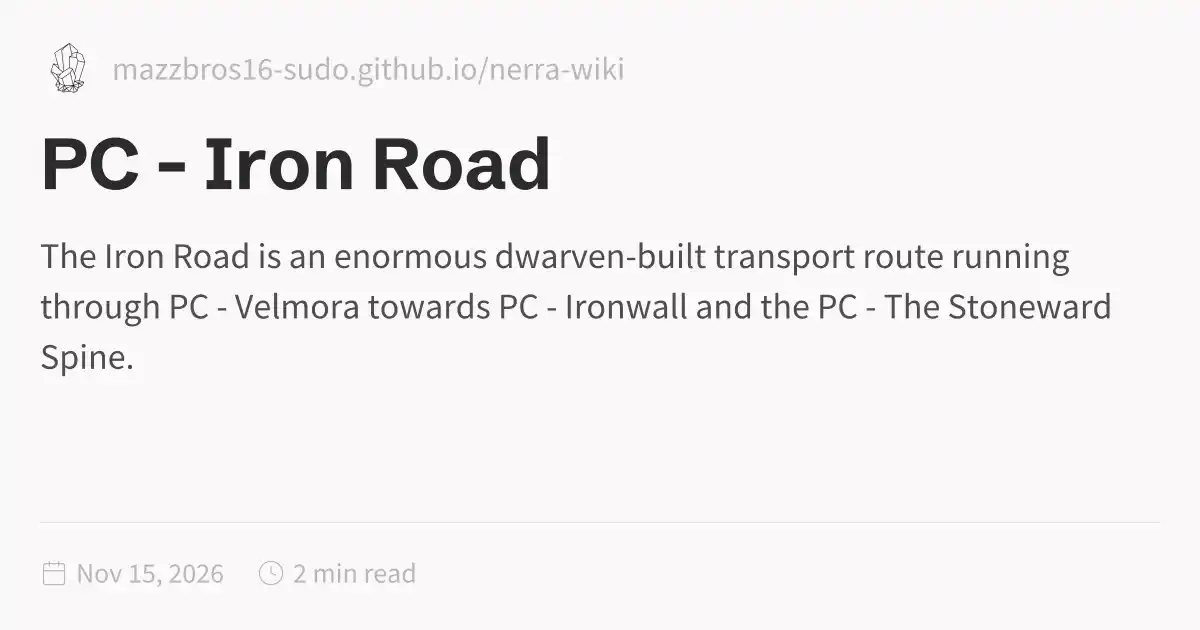 mazzbros16-sudo.github.io/nerra-wiki
PC - Iron Road
The Iron Road is an enormous dwarven-built transport route running
through PC - Velmora towards PC - Ironwall and the PC - The Stoneward
Spine.
Nov 15, 2026 2 min read